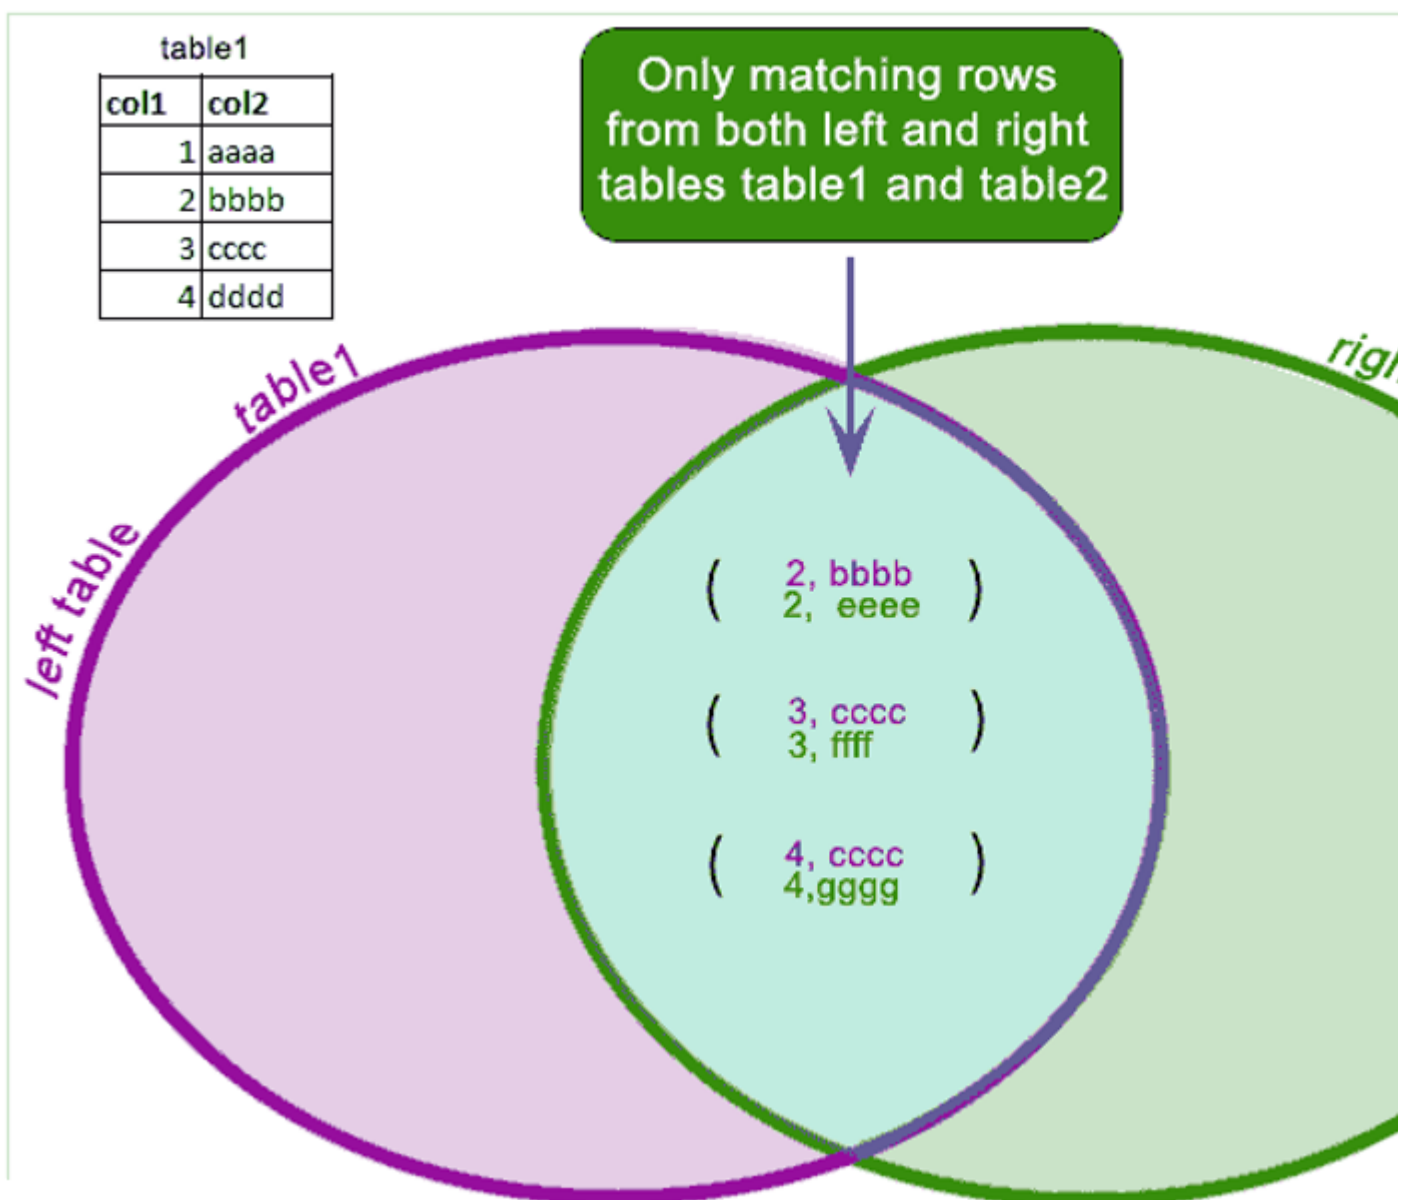 table1
col1 col2
1 aaaa
2 bbbb
3 cccc
4 dddd
Only matching rows
from both left and right
tables table1 and table2
table1
left table
( 2, bbbb
2, eeee )
( 3, cccc
3, ffff )
( 4, cccc
4,gggg )